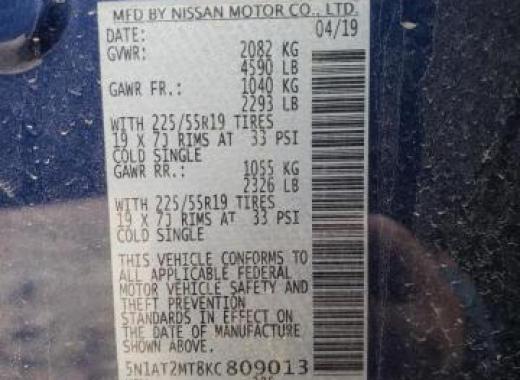 MFD BY NISSAN MOTOR CO., LTD.
DATE: 04/19
GVWR: 2082 KG
4590 LB
GAWR FR.: 1040 KG
2293 LB
WITH 225/55R19 TIRES
19 X 7J RIMS AT 33 PSI
COLD SINGLE
GAWR RR.: 1055 KG
2326 LB
WITH 225/55R19 TIRES
19 X 7J RIMS AT 33 PSI
COLD SINGLE
THIS VEHICLE CONFORMS TO
ALL APPLICABLE FEDERAL
MOTOR VEHICLE SAFETY AND
THEFT PREVENTION
STANDARDS IN EFFECT ON
THE DATE OF MANUFACTURE
SHOWN ABOVE.
5N1AT2MT8KC809013